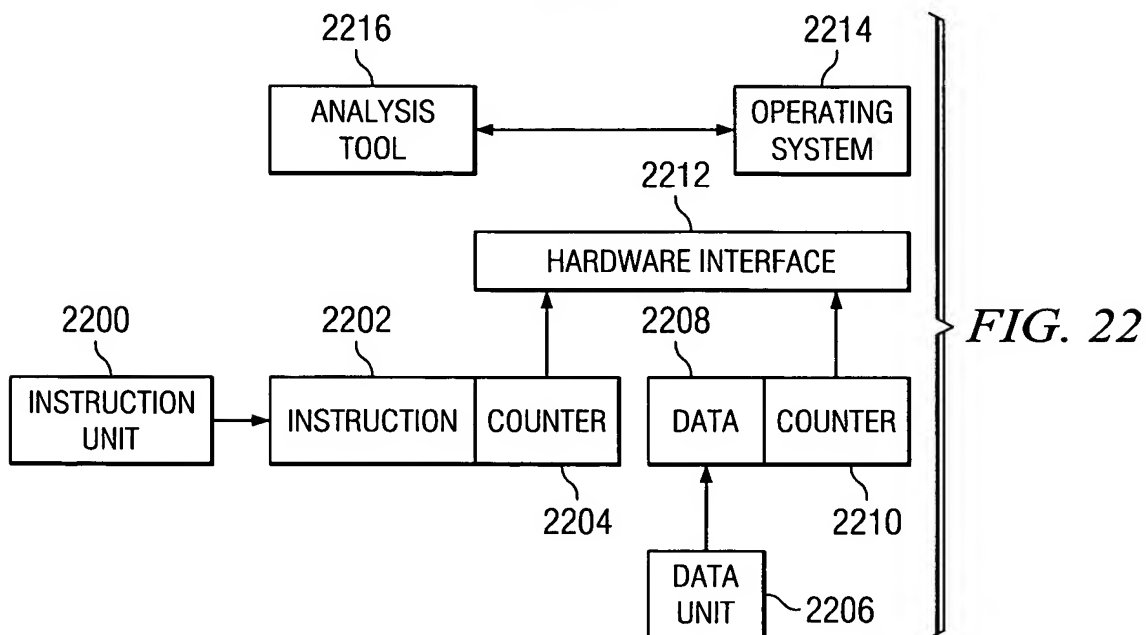 2216
2214
ANALYSIS
TOOL
OPERATING
SYSTEM
2212
HARDWARE INTERFACE
2200
2202
2208
INSTRUCTION
UNIT
INSTRUCTION
COUNTER
DATA
COUNTER
2204
2210
DATA
UNIT
2206
FIG. 22